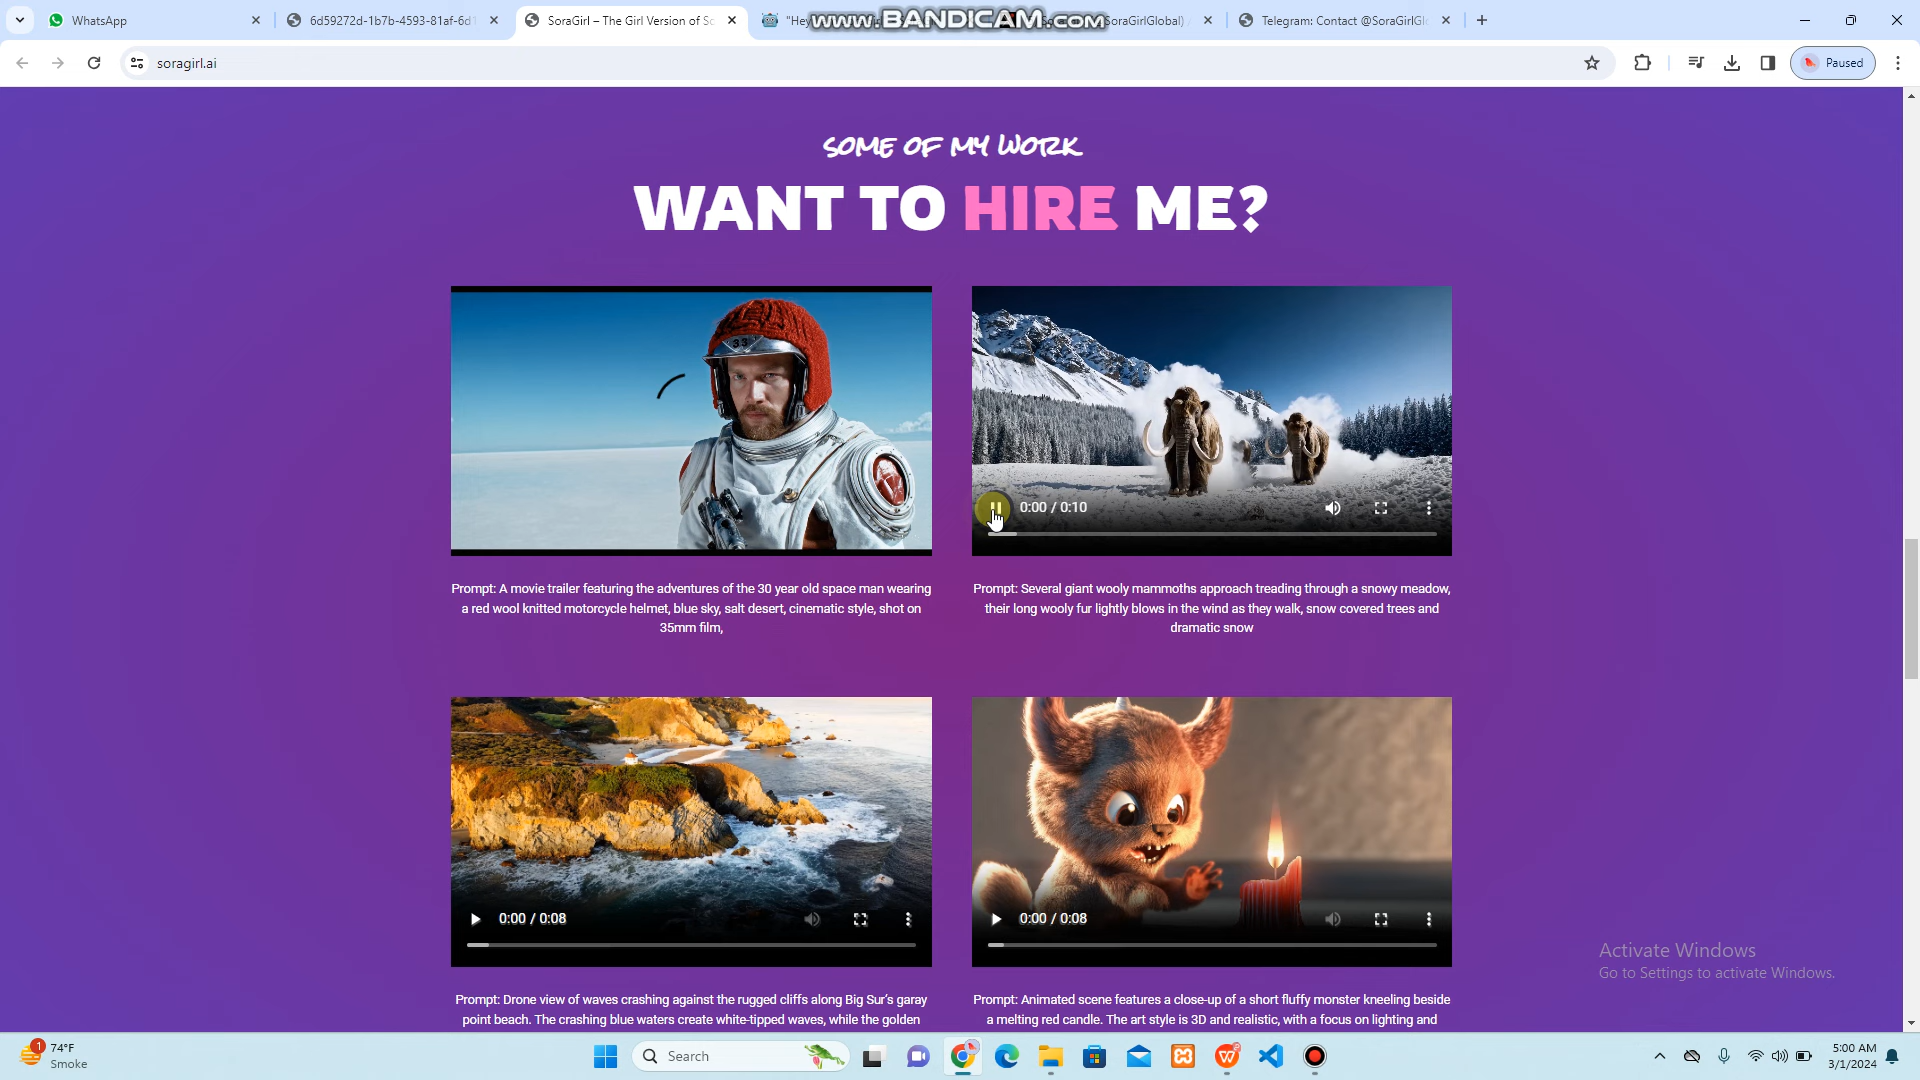 WhatsApp
6d59272d-1b7b-4593-81af-6d1
SoraGirl – The Girl Version of So
"Hey
SoraGirlGlobal)
Telegram: Contact @SoraGirlGl
www.BANDICAM.com
soragirl.ai
Paused
SOME OF MY WORK
WANT TO HIRE ME?
33
0:00 / 0:10
Prompt: A movie trailer featuring the adventures of the 30 year old space man wearing
a red wool knitted motorcycle helmet, blue sky, salt desert, cinematic style, shot on
35mm film,
Prompt: Several giant wooly mammoths approach treading through a snowy meadow,
their long wooly fur lightly blows in the wind as they walk, snow covered trees and
dramatic snow
0:00 / 0:08
0:00 / 0:08
Prompt: Drone view of waves crashing against the rugged cliffs along Big Sur's garay
point beach. The crashing blue waters create white-tipped waves, while the golden
Prompt: Animated scene features a close-up of a short fluffy monster kneeling beside
a melting red candle. The art style is 3D and realistic, with a focus on lighting and
Activate Windows
Go to Settings to activate Windows.
1
74°F
Smoke
Search
5:00 AM
3/1/2024